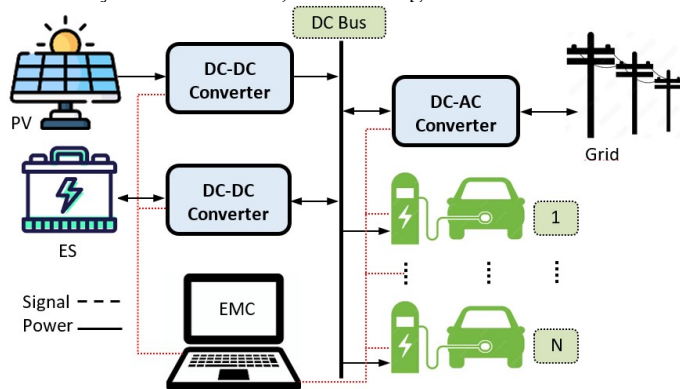 DC Bus
DC-DC
Converter
PV
DC-AC
Converter
Grid
DC-DC
Converter
ES
1
EMC
Signal
Power
N